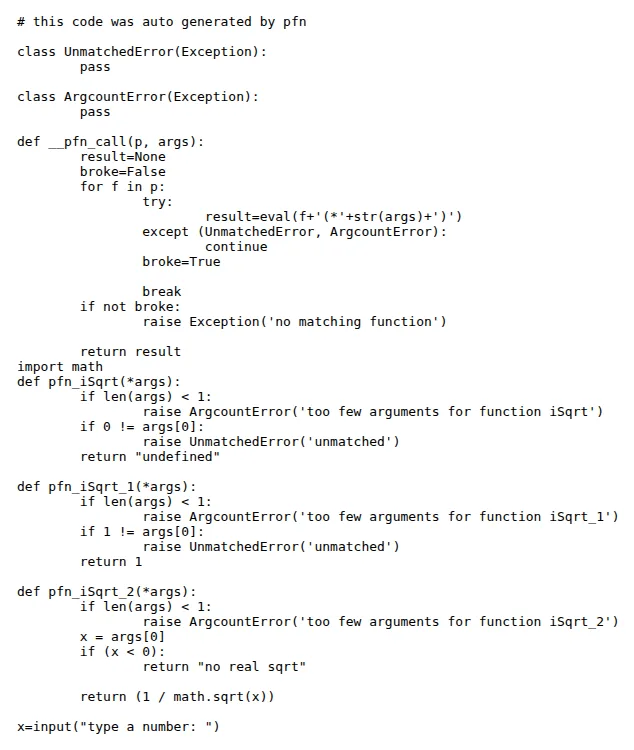 # this code was auto generated by pfn
class UnmatchedError(Exception):
pass
class ArgcountError(Exception):
pass
def __pfn_call(p, args):
result=None
broke=False
for f in p:
try:
result=eval(f+'(*'+str(args)+')')
except (UnmatchedError, ArgcountError):
continue
broke=True
break
if not broke:
raise Exception('no matching function')
return result
import math
def pfn_iSqrt(*args):
if len(args) < 1:
raise ArgcountError('too few arguments for function iSqrt')
if 0 != args[0]:
raise UnmatchedError('unmatched')
return "undefined"
def pfn_iSqrt_1(*args):
if len(args) < 1:
raise ArgcountError('too few arguments for function iSqrt_1')
if 1 != args[0]:
raise UnmatchedError('unmatched')
return 1
def pfn_iSqrt_2(*args):
if len(args) < 1:
raise ArgcountError('too few arguments for function iSqrt_2')
x = args[0]
if (x < 0):
return "no real sqrt"
return (1 / math.sqrt(x))
x=input("type a number: ")